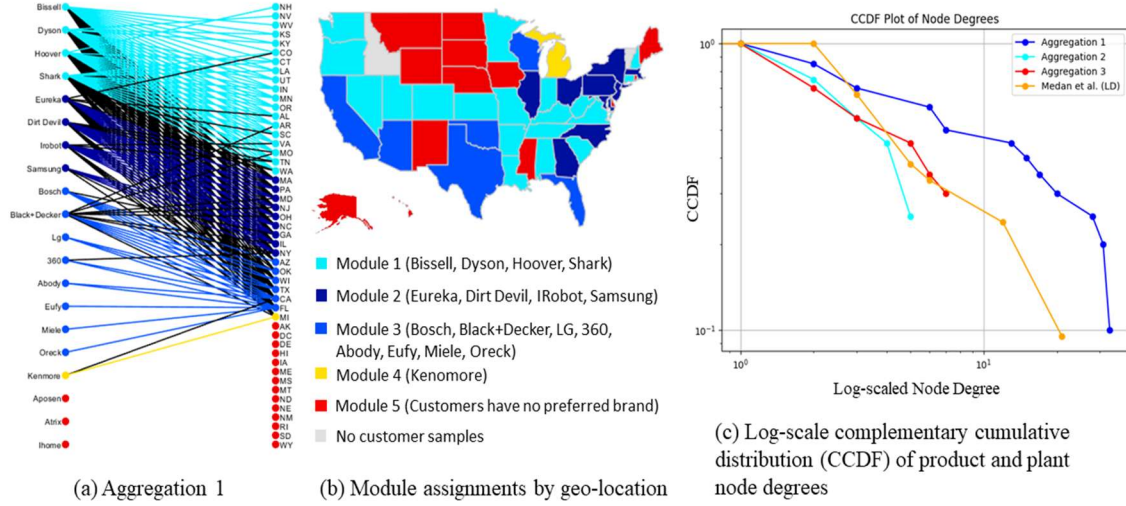 Bissell
Dyson
Hoover
Shark
Eureka
Dirt Devil
Irobot
Samsung
Bosch
Black+Decker
Lg
360
Abody
Eufy
Miele
Oreck
Kenmore
Aposen
Atrix
Ihome
NH
NV
WV
KS
KY
CO
CT
LA
UT
IN
MN
OR
AL
AR
SC
VA
MO
TN
WA
MA
PA
MD
NJ
OH
NC
GA
IL
NY
AZ
OK
WI
TX
CA
FL
MI
AK
DC
DE
HI
IA
ME
MS
MT
ND
NE
NM
RI
SD
WY
(a) Aggregation 1
Module 1 (Bissell, Dyson, Hoover, Shark)
Module 2 (Eureka, Dirt Devil, IRobot, Samsung)
Module 3 (Bosch, Black+Decker, LG, 360,
Abody, Eufy, Miele, Oreck)
Module 4 (Kenomore)
Module 5 (Customers have no preferred brand)
No customer samples
(b) Module assignments by geo-location
CCDF Plot of Node Degrees
Aggregation 1
Aggregation 2
Aggregation 3
Medan et al. (LD)
CCDF
10⁰
10⁻¹
10⁰
10¹
Log-scaled Node Degree
(c) Log-scale complementary cumulative
distribution (CCDF) of product and plant
node degrees